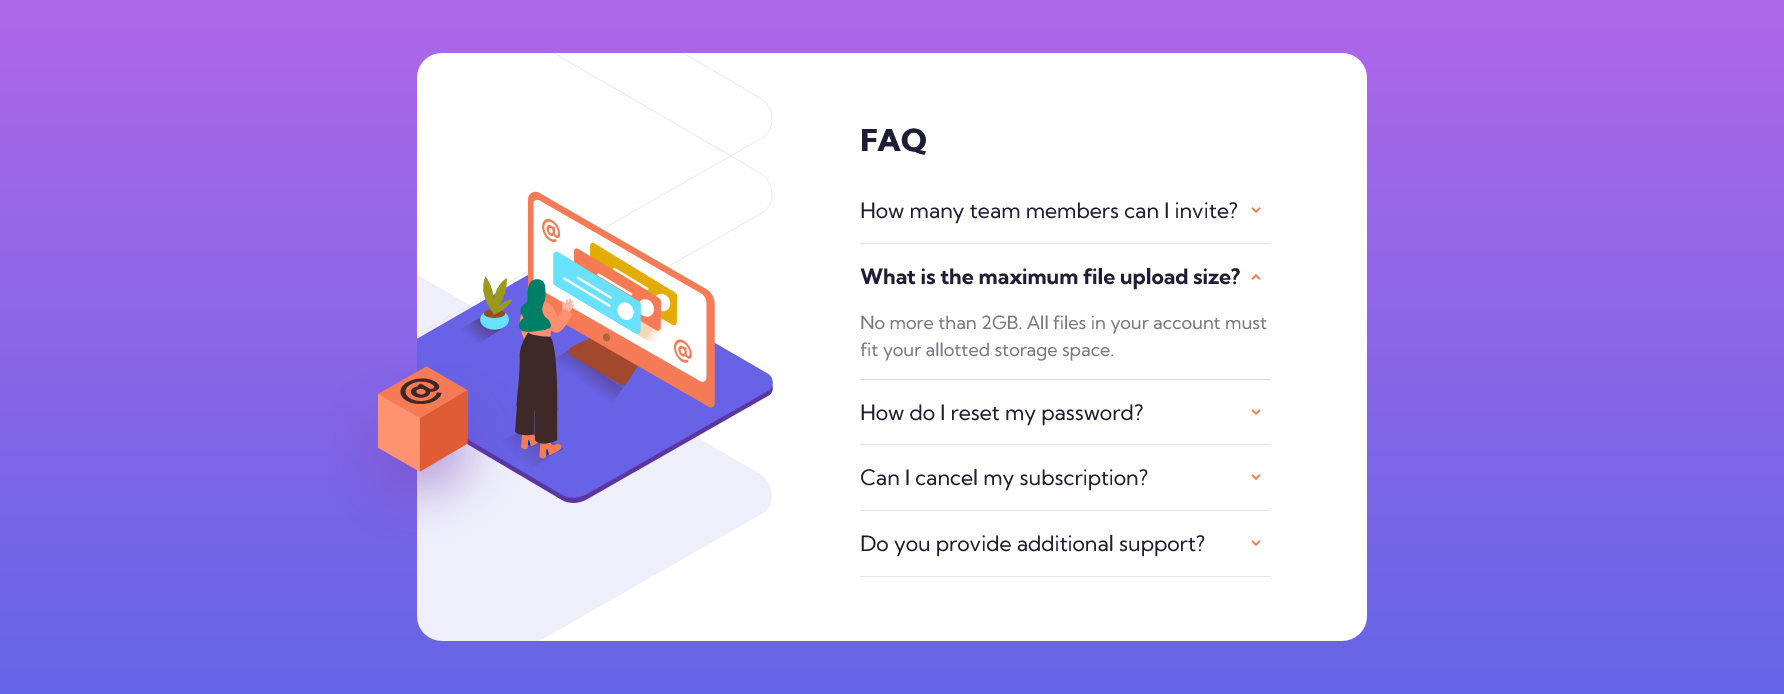 FAQ
How many team members can I invite?
What is the maximum file upload size?
No more than 2GB. All files in your account must
fit your allotted storage space.
How do I reset my password?
Can I cancel my subscription?
Do you provide additional support?
@
@
@